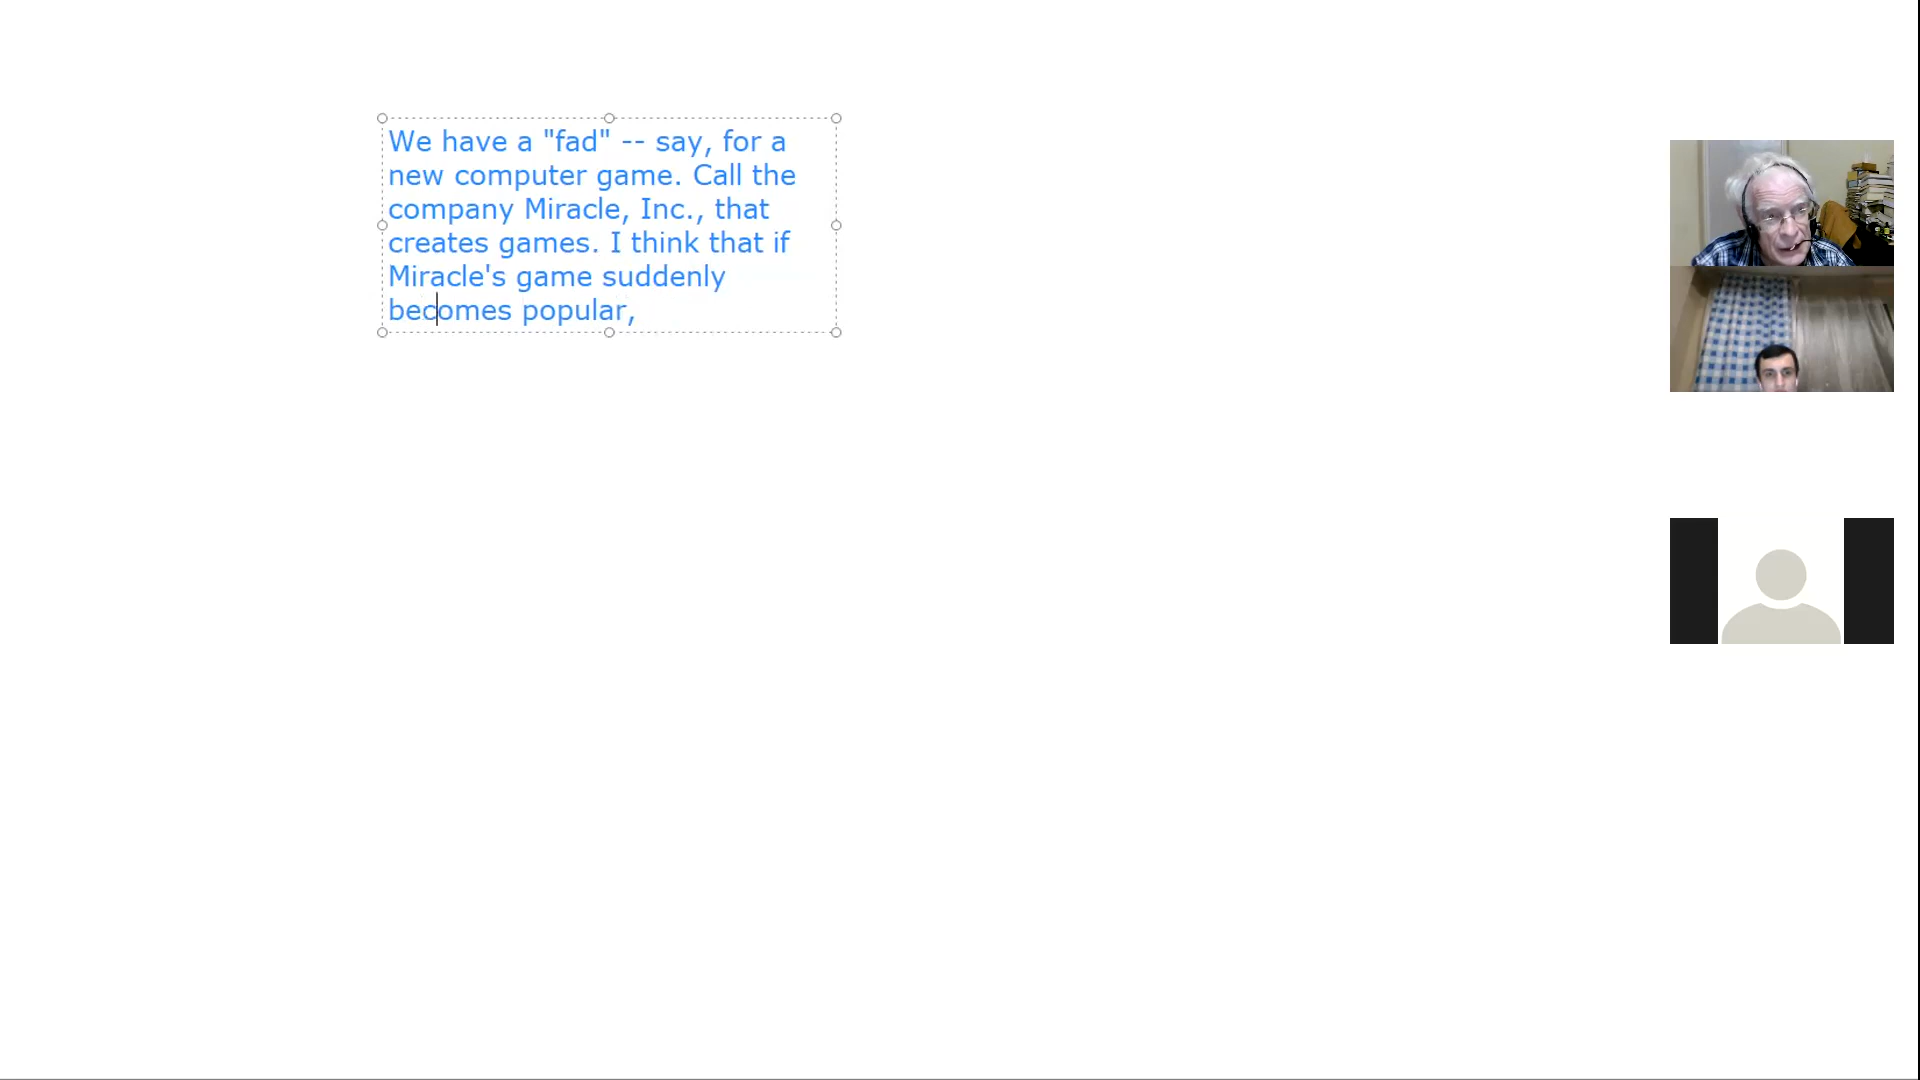 We have a "fad" -- say, for a
new computer game. Call the
company Miracle, Inc., that
creates games. I think that if
Miracle's game suddenly
becomes popular,